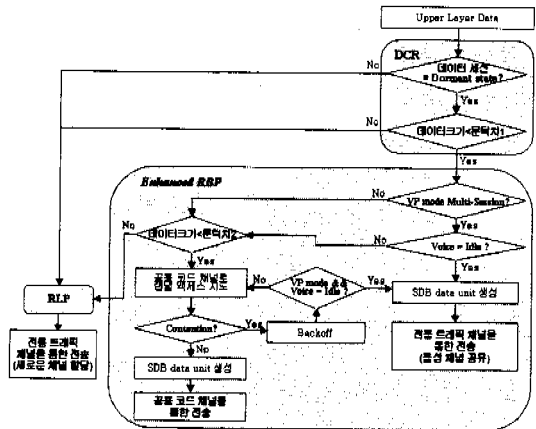 Upper Layer Data
DCR
No
데이터 세션
= Dormant state?
Yes
No
데이터크기<문턱치1
Yes
Enhanced RBP
No
VP mode Multi-Session?
Yes
No
데이터크기<문턱치2
No
Voice = Idle ?
Yes
Yes
RLP
공통 코드 채널로
랜덤 액세스 시도
No
VP mode &&
Voice = Idle ?
Yes
SDB data unit 생성
전용 트래픽
채널을 통한 전송
(새로운 채널 할당)
Contention?
Yes
Backoff
전용 트래픽 채널을
통한 전송
(음성 채널 공유)
No
SDB data unit 생성
공통 코드 채널을
통한 전송